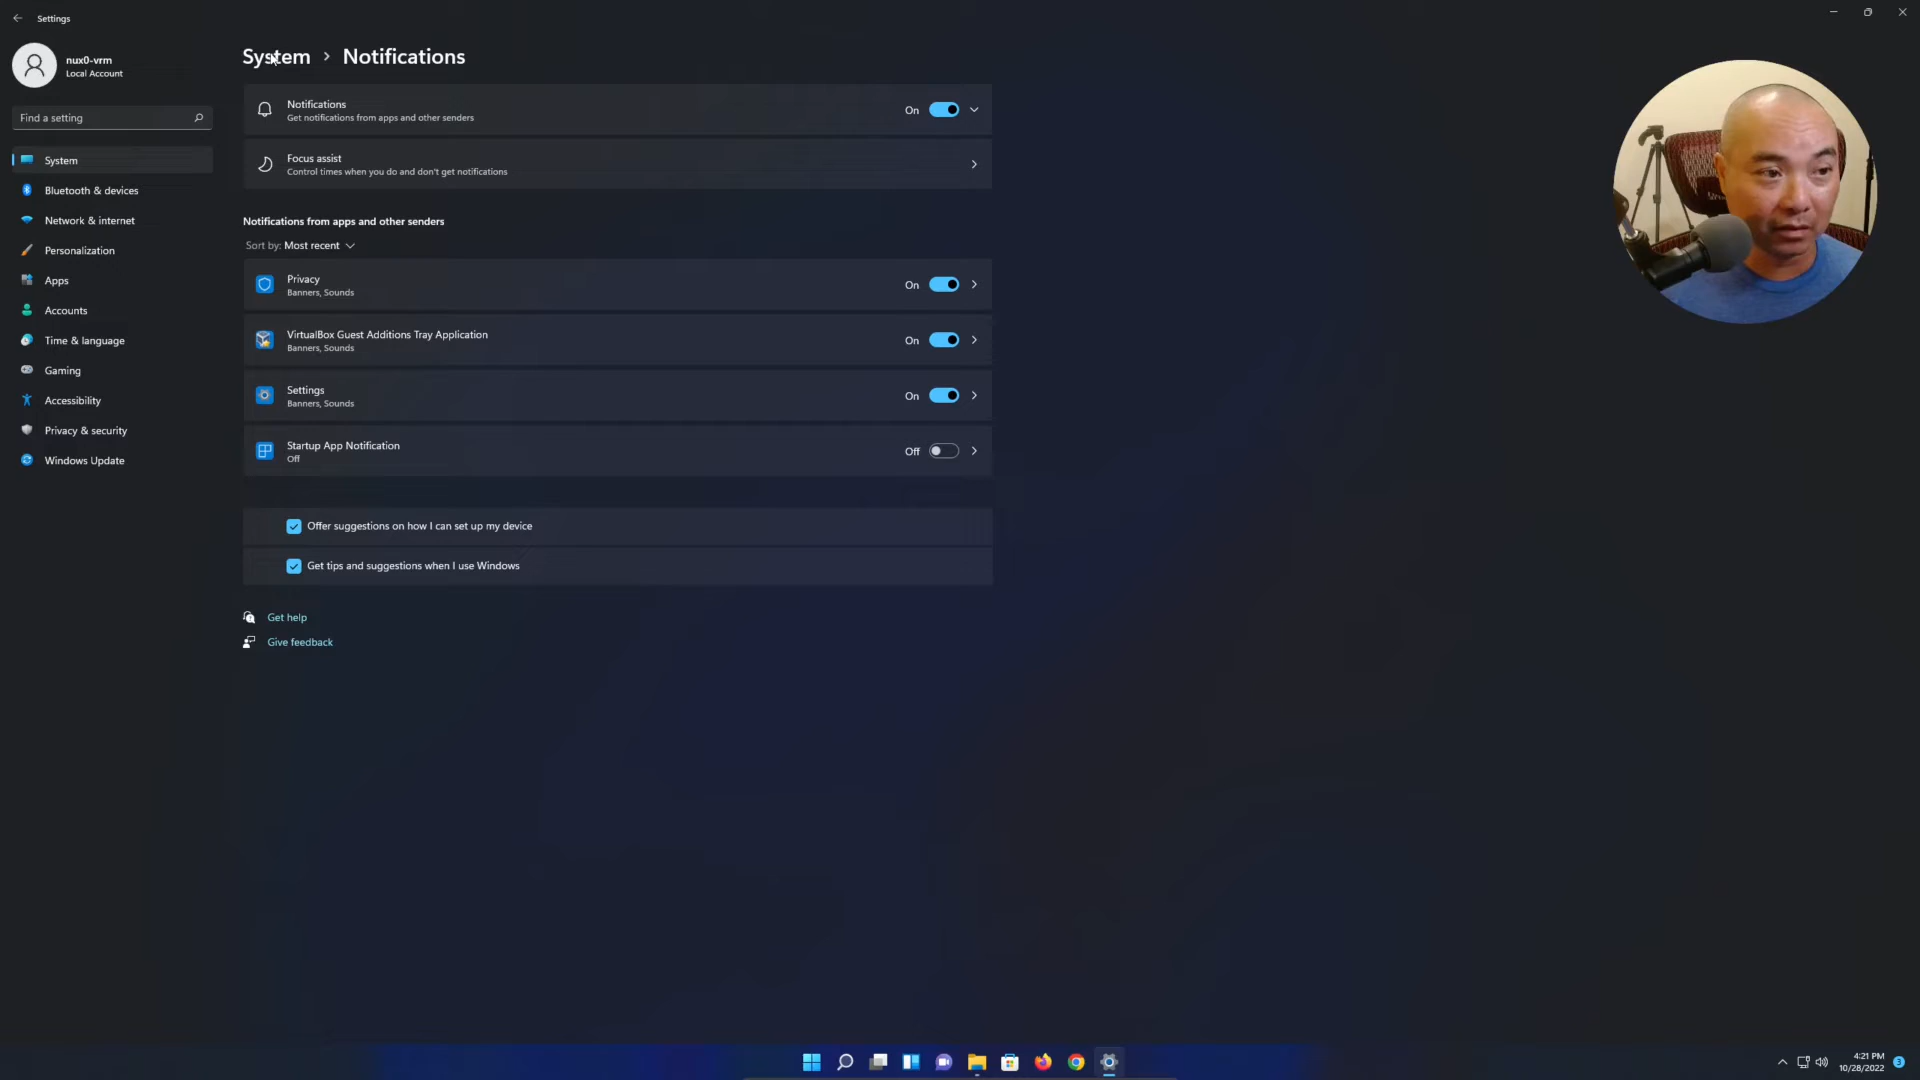 Settings
nux0-vrm
Local Account
Find a setting
System
Bluetooth & devices
Network & internet
Personalization
Apps
Accounts
Time & language
Gaming
Accessibility
Privacy & security
Windows Update
System > Notifications
Notifications
Get notifications from apps and other senders
On
Focus assist
Control times when you do and don't get notifications
Notifications from apps and other senders
Sort by: Most recent
Privacy
Banners, Sounds
On
VirtualBox Guest Additions Tray Application
Banners, Sounds
On
Settings
Banners, Sounds
On
Startup App Notification
Off
Off
Offer suggestions on how I can set up my device
Get tips and suggestions when I use Windows
Get help
Give feedback
4:21 PM
10/28/2022
3